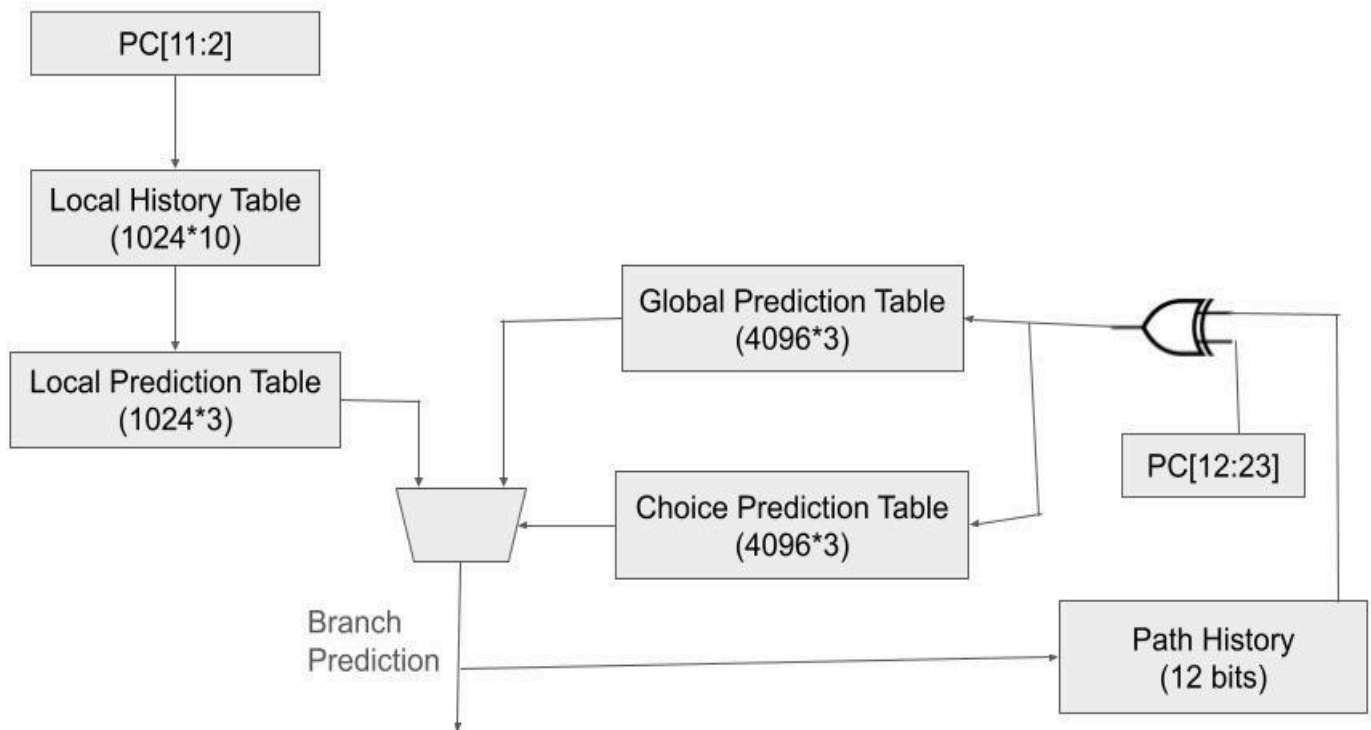 PC[11:2]
Local History Table
(1024*10)
Local Prediction Table
(1024*3)
Global Prediction Table
(4096*3)
Choice Prediction Table
(4096*3)
PC[12:23]
Branch
Prediction
Path History
(12 bits)